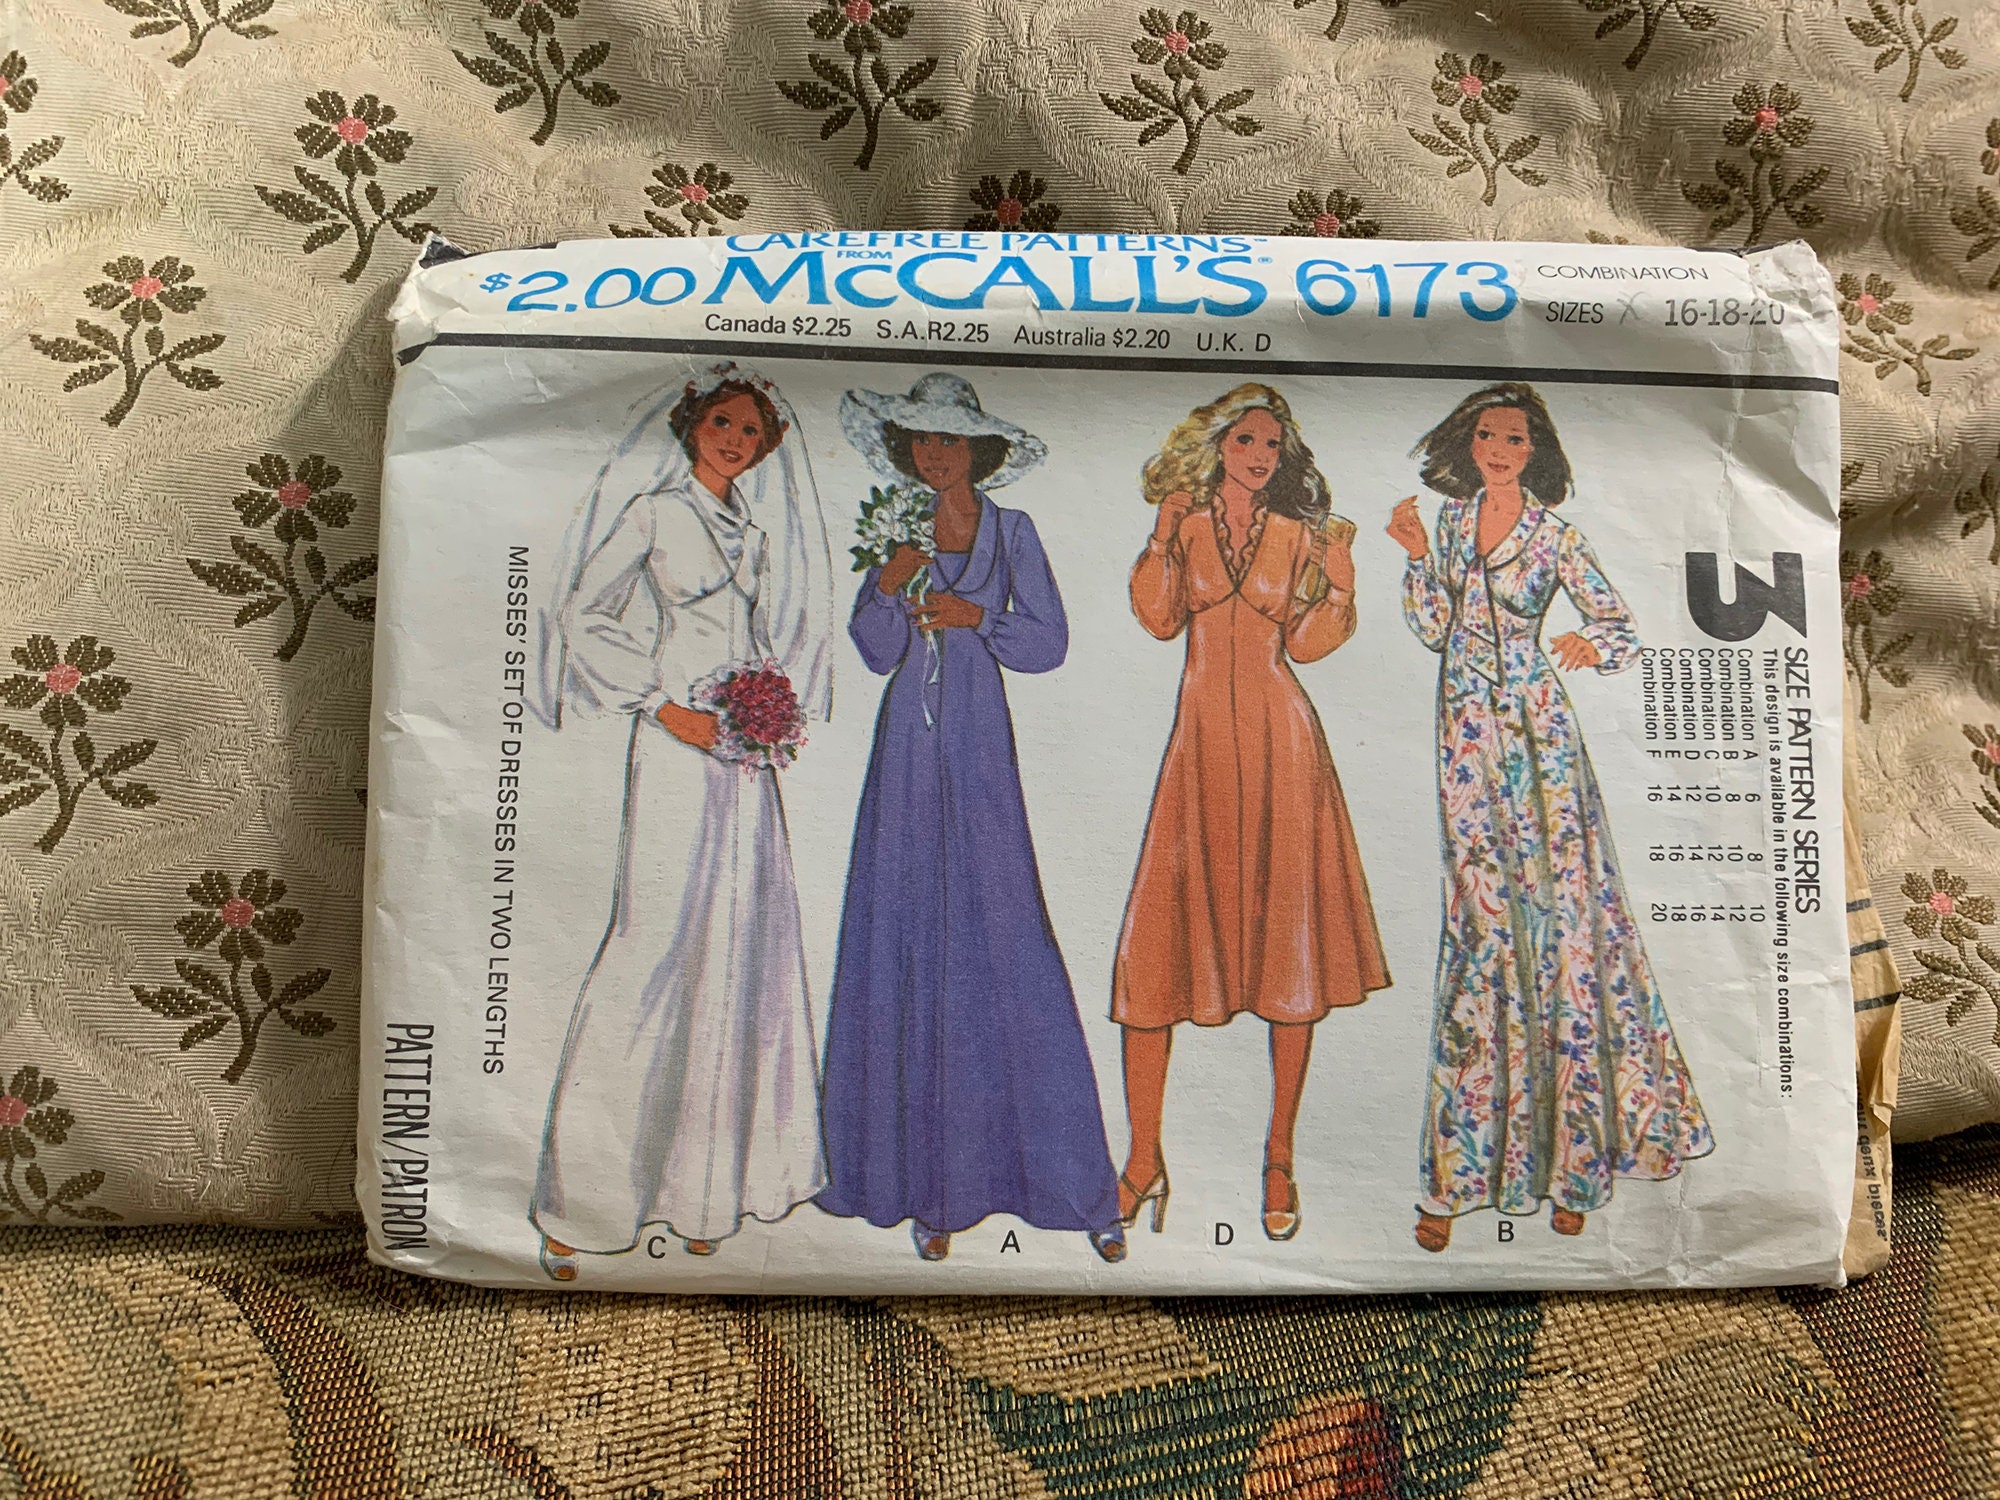 CAREFREE PATTERNS™
FROM
$2.00 McCALL'S® 6173
COMBINATION
SIZES X 16-18-20
Canada $2.25 S.A.R2.25 Australia $2.20 U.K. D
MISSES' SET OF DRESSES IN TWO LENGTHS
PATTERN/PATRON
3
SIZE PATTERN SERIES
This design is available in the following size combinations:
Combination A 6 8 10
Combination B 8 10 12
Combination C 10 12 14
Combination D 12 14 16
Combination E 14 16 18
Combination F 16 18 20
C
A
D
B